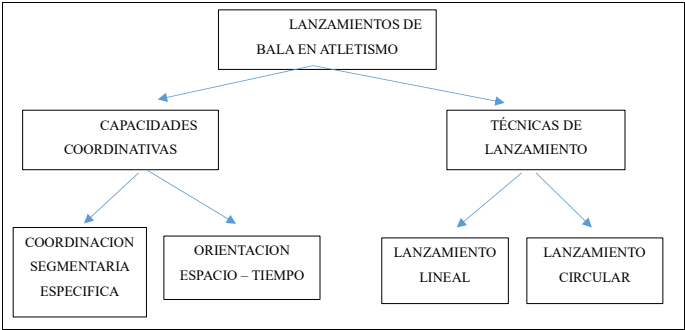 LANZAMIENTOS DE
BALA EN ATLETISMO
CAPACIDADES
COORDINATIVAS
TÉCNICAS DE
LANZAMIENTO
COORDINACION
SEGMENTARIA
ESPECIFICA
ORIENTACION
ESPACIO – TIEMPO
LANZAMIENTO
LINEAL
LANZAMIENTO
CIRCULAR